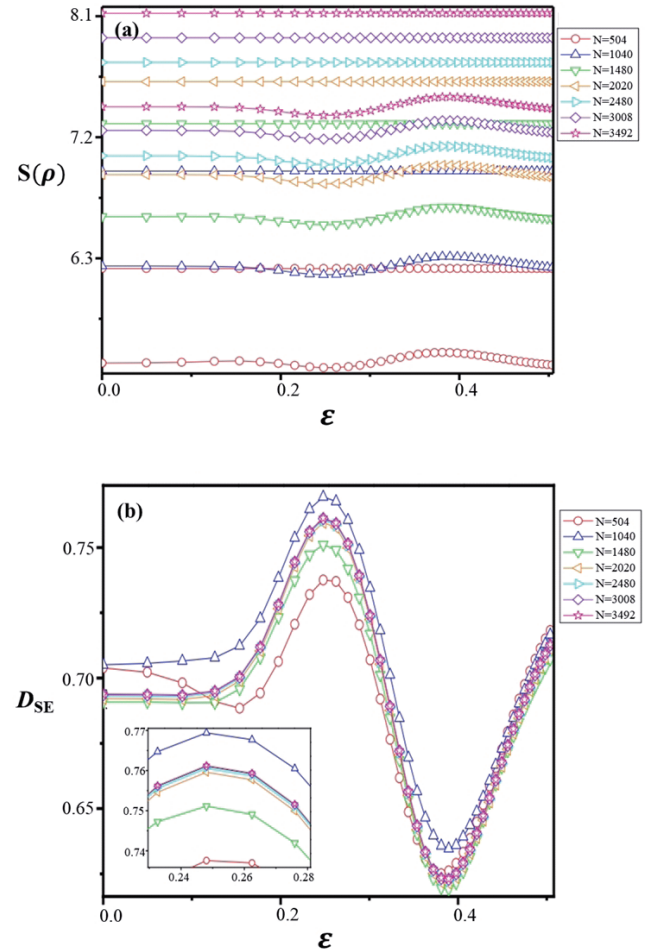 (a)
8.1
7.2
6.3
S(ρ)
0.0
0.2
0.4
ε
N=504
N=1040
N=1480
N=2020
N=2480
N=3008
N=3492
(b)
0.75
0.70
0.65
D_SE
0.0
0.2
0.4
ε
0.77
0.76
0.75
0.74
0.24
0.26
0.28
N=504
N=1040
N=1480
N=2020
N=2480
N=3008
N=3492